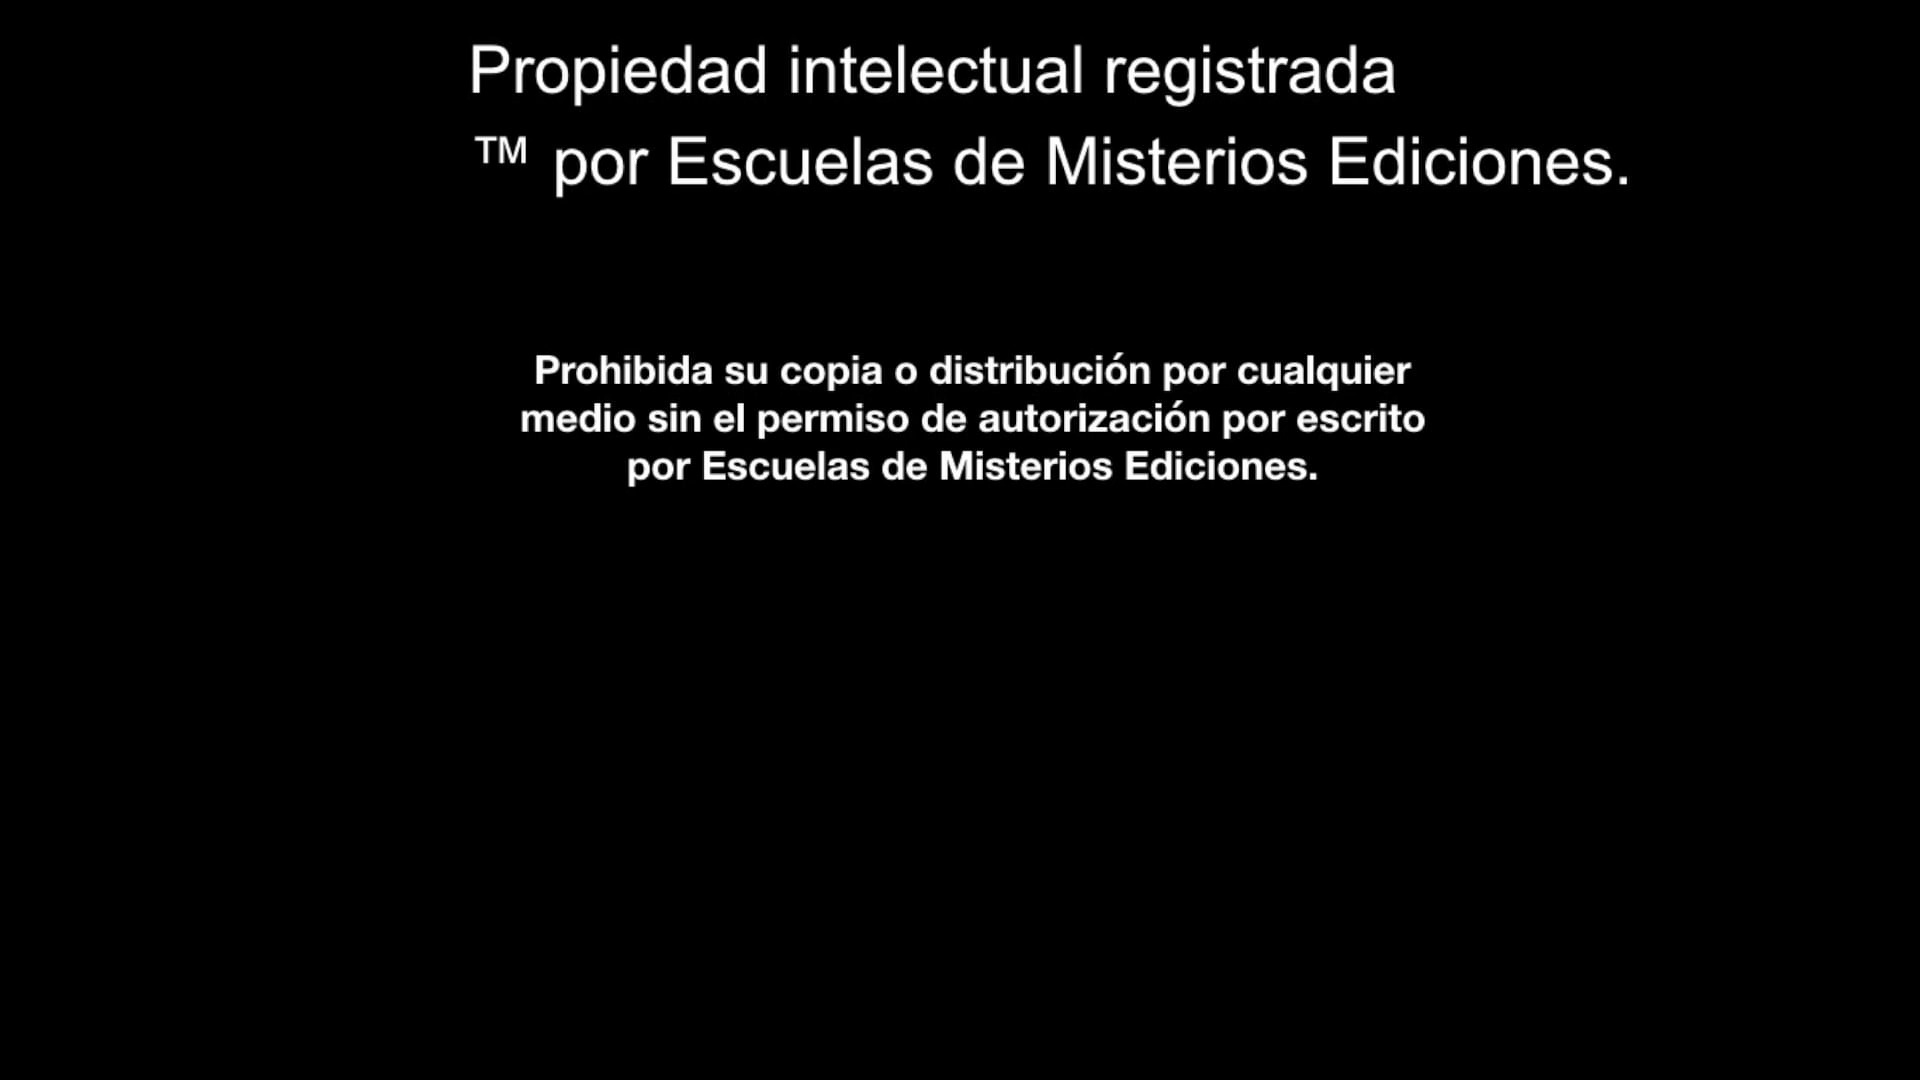 Propiedad intelectual registrada
™ por Escuelas de Misterios Ediciones.
Prohibida su copia o distribución por cualquier
medio sin el permiso de autorización por escrito
por Escuelas de Misterios Ediciones.